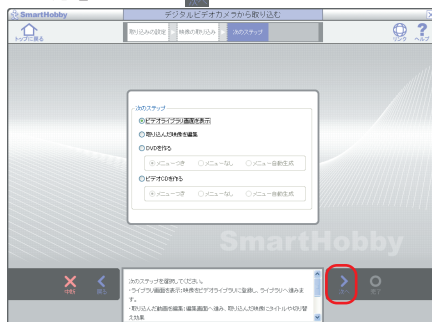 SmartHobby
デジタルビデオカメラから取り込む
トップに戻る
取り込みの設定
映像の取り込み
次のステップ
リンク
ヘルプ
次のステップ
ビデオライブラリ画面を表示
取り込んだ映像を編集
DVDを作る
メニューつき
メニューなし
メニュー自動生成
ビデオCDを作る
メニューつき
メニューなし
メニュー自動生成
SmartHobby
中断
戻る
次のステップを選択してください。
・ライブラリ画面を表示:映像をビデオライブラリに登録し、ライブラリへ進みま
す。
・取り込んだ動画を編集:編集画面へ進み、取り込んだ映像にタイトルや切り替
え効果
次へ
完了